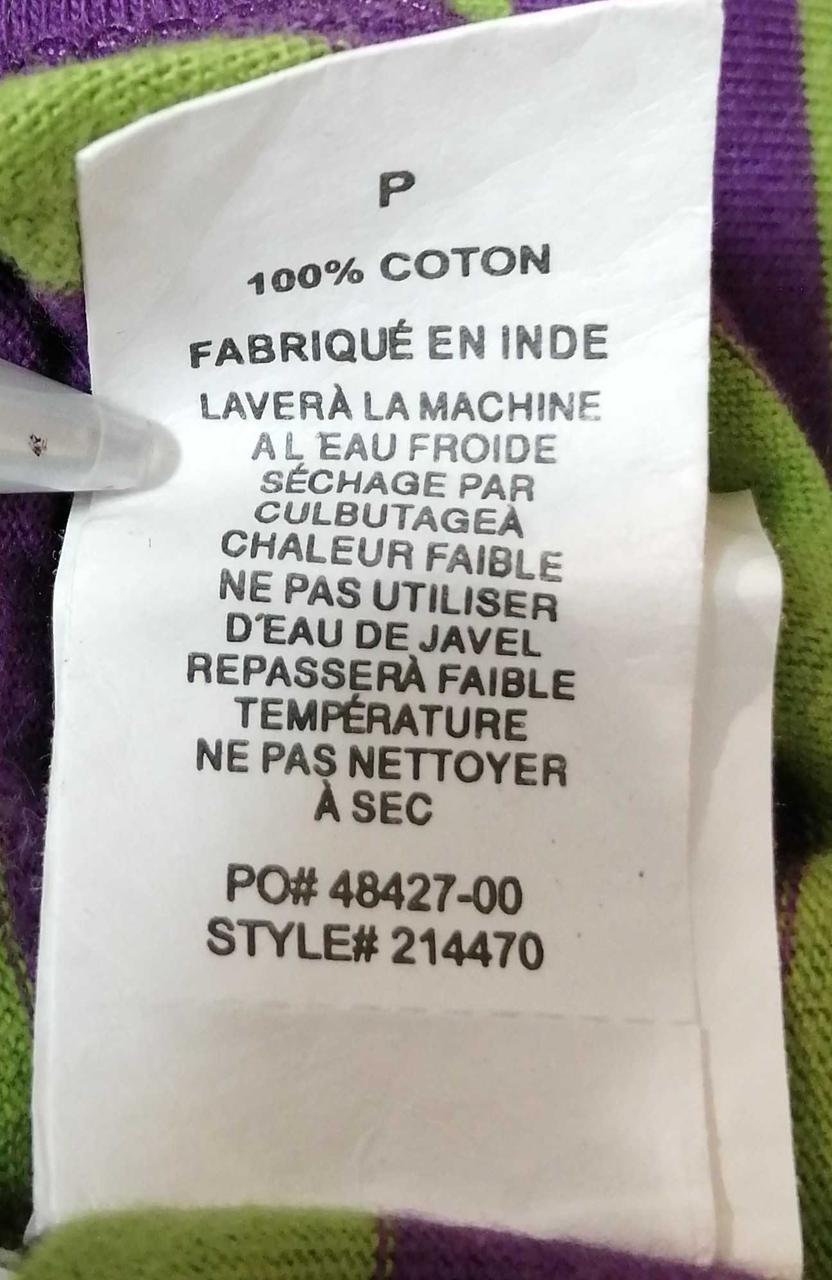 P
100% COTON
FABRIQUÉ EN INDE
LAVERÀ LA MACHINE
A L'EAU FROIDE
SÉCHAGE PAR
CULBUTAGEÀ
CHALEUR FAIBLE
NE PAS UTILISER
D'EAU DE JAVEL
REPASSERÀ FAIBLE
TEMPÉRATURE
NE PAS NETTOYER
À SEC
PO# 48427-00
STYLE# 214470